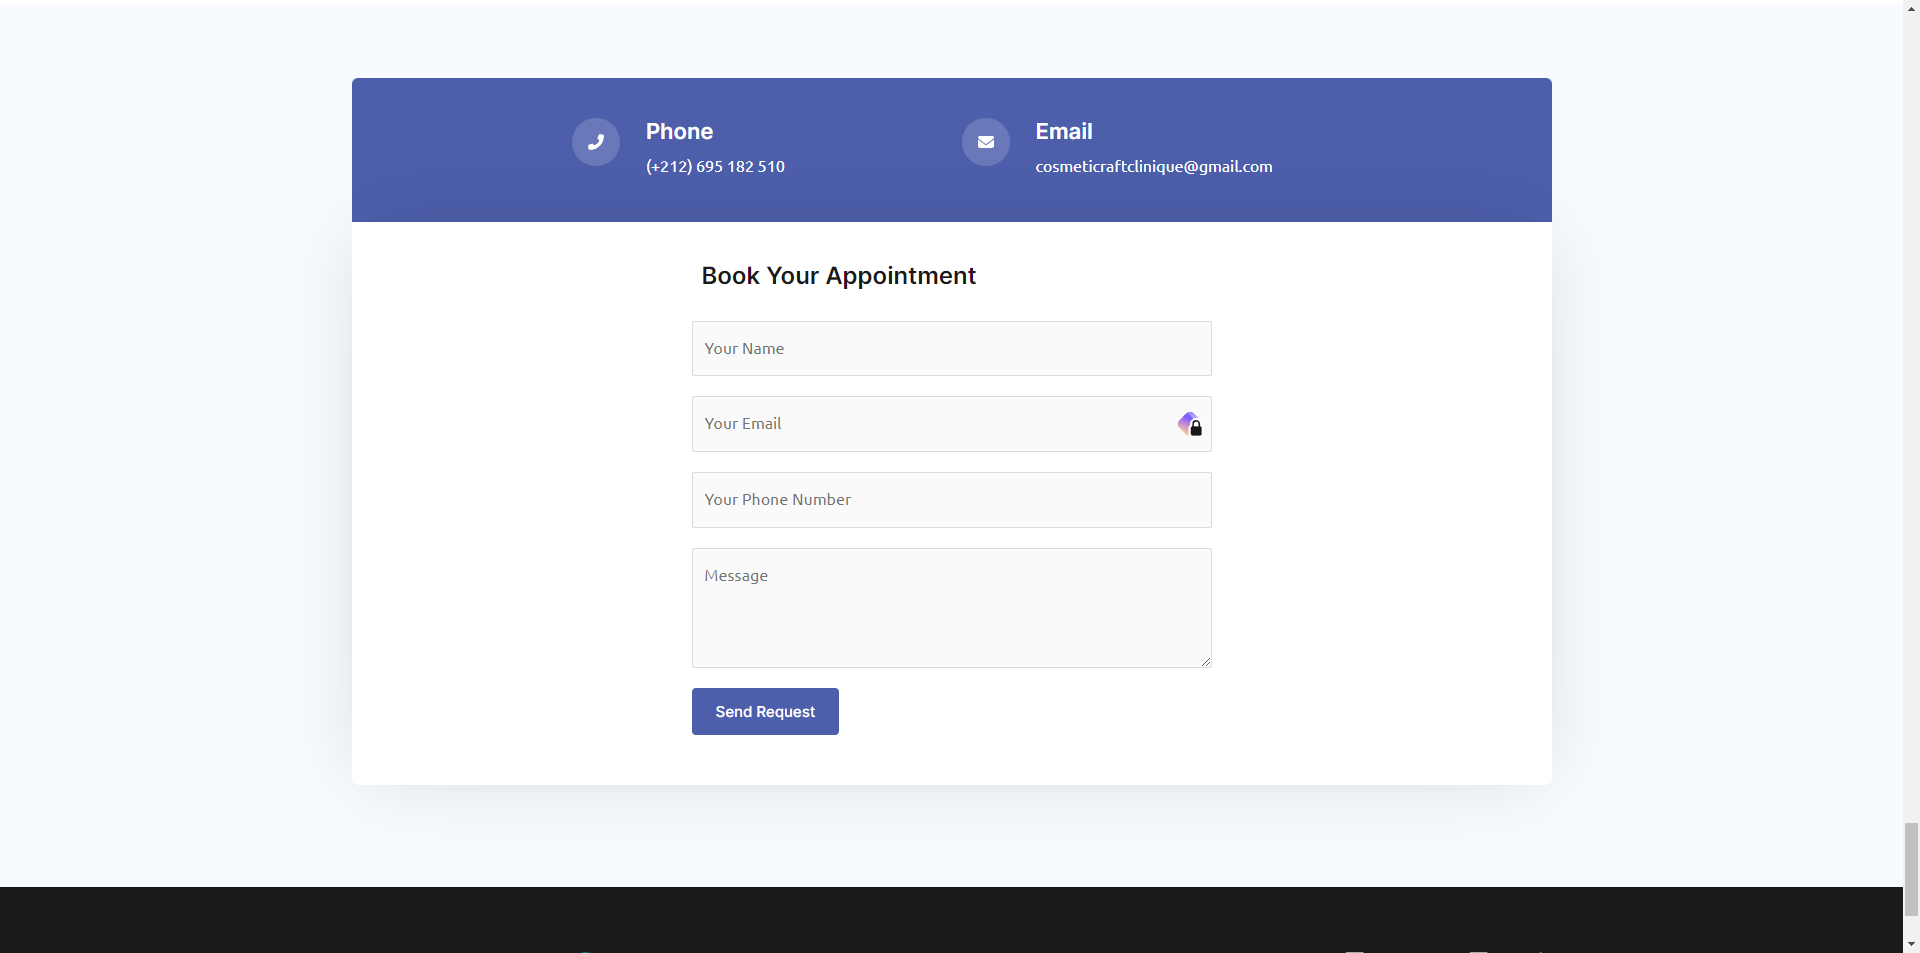 Phone
(+212) 695 182 510
Email
cosmeticraftclinique@gmail.com
Book Your Appointment
Your Name
Your Email
Your Phone Number
Message
Send Request